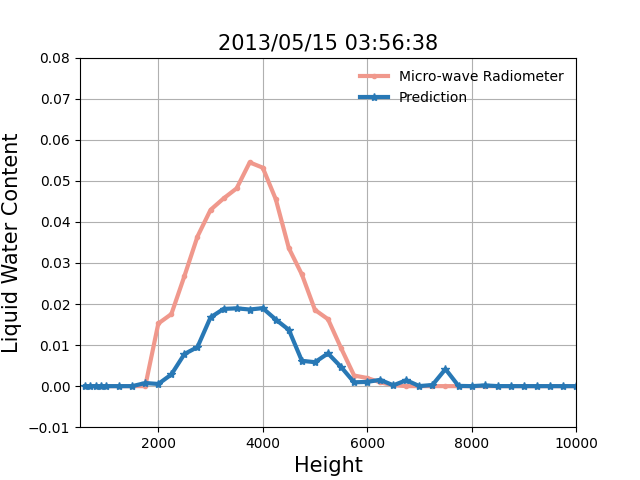 2013/05/15 03:56:38
0.08
0.07
0.06
0.05
0.04
0.03
0.02
0.01
0.00
−0.01
Liquid Water Content
Micro-wave Radiometer
Prediction
2000 4000 6000 8000 10000
Height